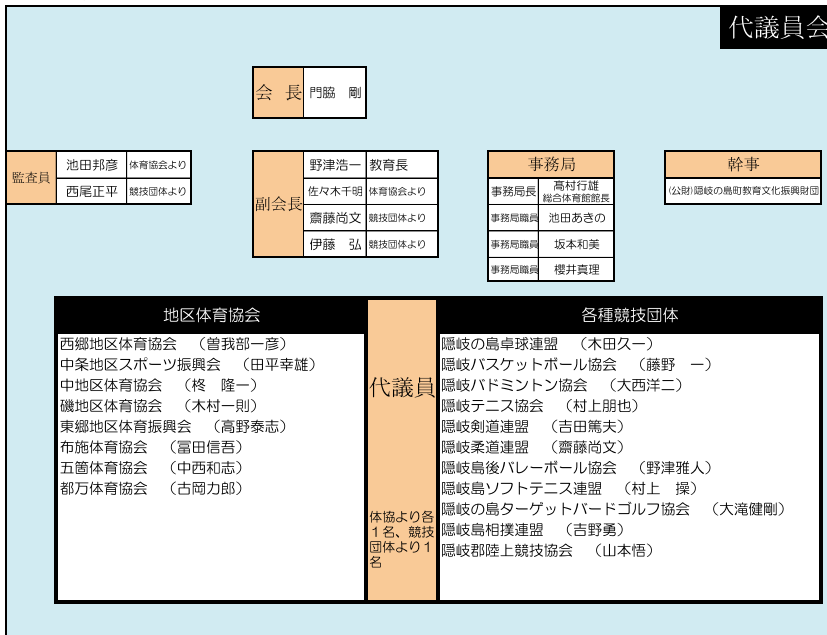 代議員会
会　長 門脇　剛
監査員 池田邦彦 体育協会より
西尾正平 競技団体より
副会長 野津浩一 教育長
佐々木千明 体育協会より
齋藤尚文 競技団体より
伊藤　弘 競技団体より
事務局
事務局長 髙村行雄
総合体育館館長
事務局職員 池田あきの
事務局職員 坂本和美
事務局職員 櫻井真理
幹事
(公財)隠岐の島町教育文化振興財団
地区体育協会
西郷地区体育協会　（曽我部一彦）
中条地区スポーツ振興会　（田平幸雄）
中地区体育協会　（柊　隆一）
磯地区体育協会　（木村一則）
東郷地区体育振興会　（高野泰志）
布施体育協会　（冨田信吾）
五箇体育協会　（中西和志）
都万体育協会　（古岡力郎）
代議員
体協より各
１名、競技
団体より１
名
各種競技団体
隠岐の島卓球連盟　（木田久一）
隠岐バスケットボール協会　（藤野　一）
隠岐バドミントン協会　（大西洋二）
隠岐テニス協会　（村上朋也）
隠岐剣道連盟　（吉田篤夫）
隠岐柔道連盟　（齋藤尚文）
隠岐島後バレーボール協会　（野津雅人）
隠岐島ソフトテニス連盟　（村上　操）
隠岐の島ターゲットバードゴルフ協会　（大滝健剛）
隠岐島相撲連盟　（吉野勇）
隠岐郡陸上競技協会　（山本悟）